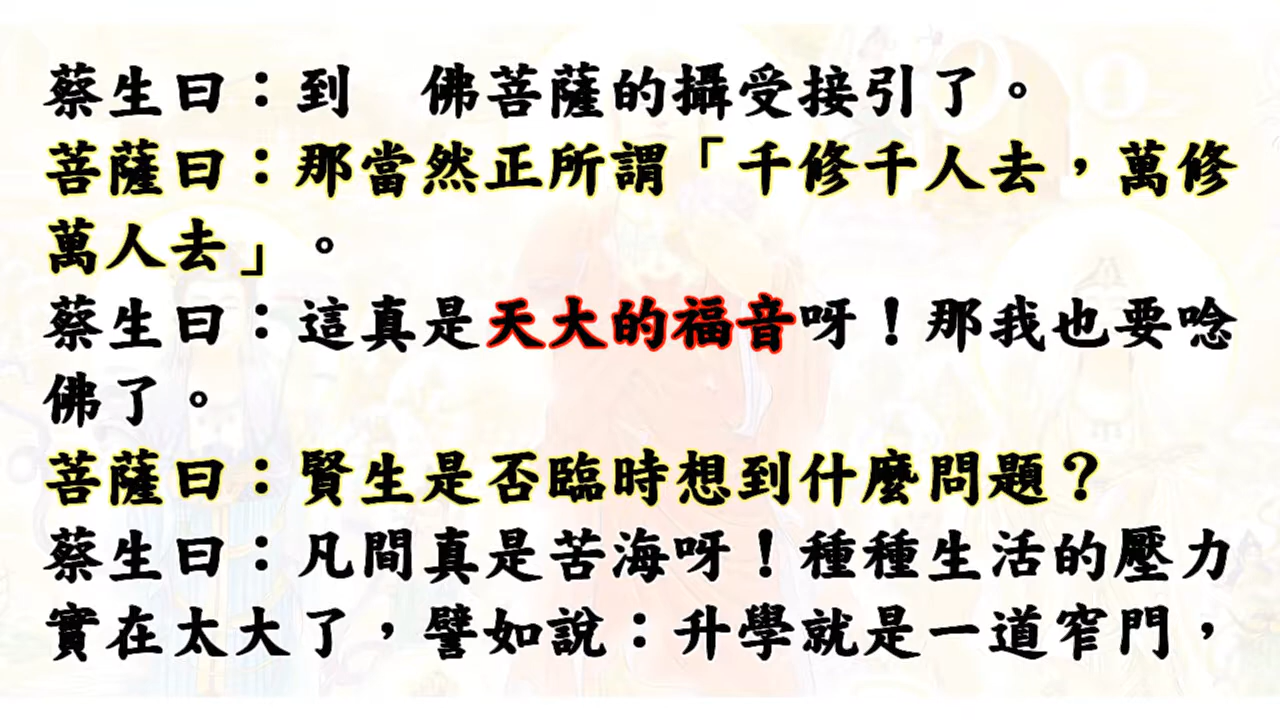 蔡生曰：到　佛菩薩的攝受接引了。
菩薩曰：那當然正所謂「千修千人去，萬修
萬人去」。
蔡生曰：這真是天大的福音呀！那我也要唸
佛了。
菩薩曰：賢生是否臨時想到什麼問題？
蔡生曰：凡間真是苦海呀！種種生活的壓力
實在太大了，譬如說：升學就是一道窄門，